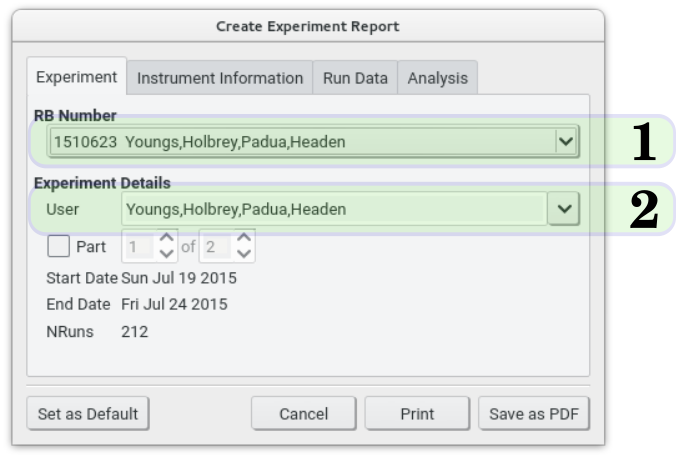 Create Experiment Report
Experiment Instrument Information Run Data Analysis
RB Number
1510623 Youngs,Holbrey,Padua,Headen
1
Experiment Details
User Youngs,Holbrey,Padua,Headen
2
Part 1 of 2
Start Date Sun Jul 19 2015
End Date Fri Jul 24 2015
NRuns 212
Set as Default Cancel Print Save as PDF